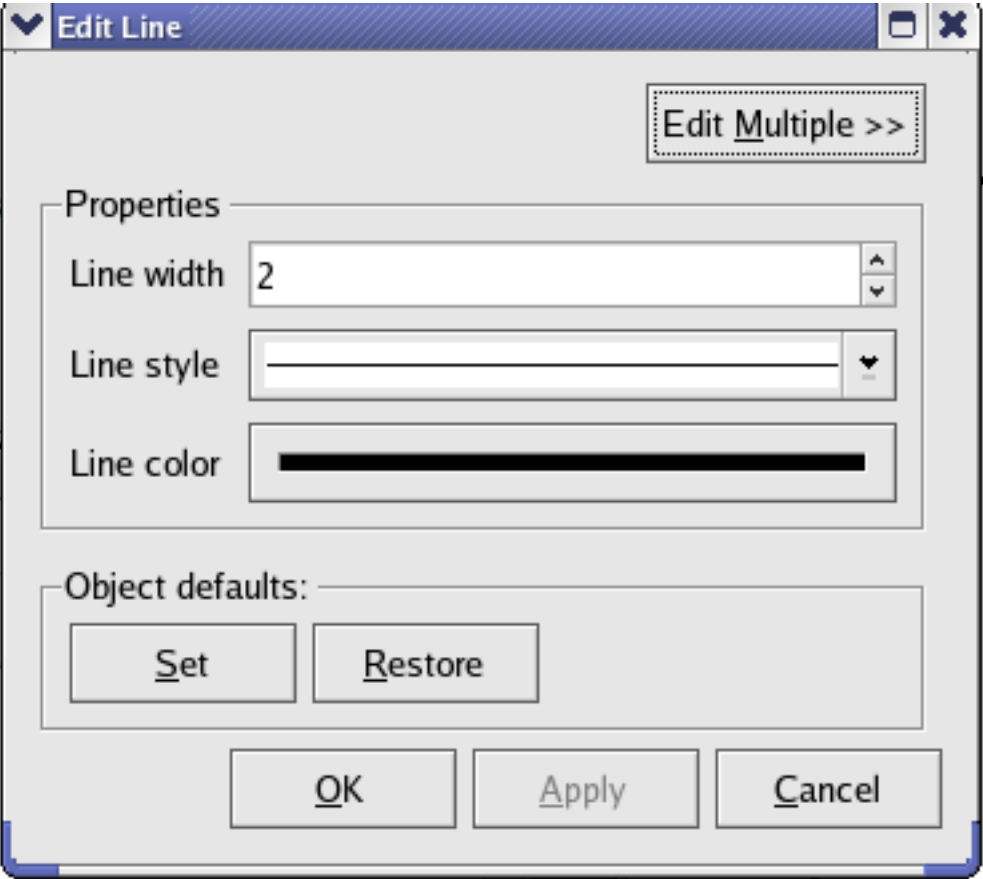 Edit Line
Edit Multiple >>
Properties
Line width 2
Line style
Line color
Object defaults:
Set Restore
OK Apply Cancel